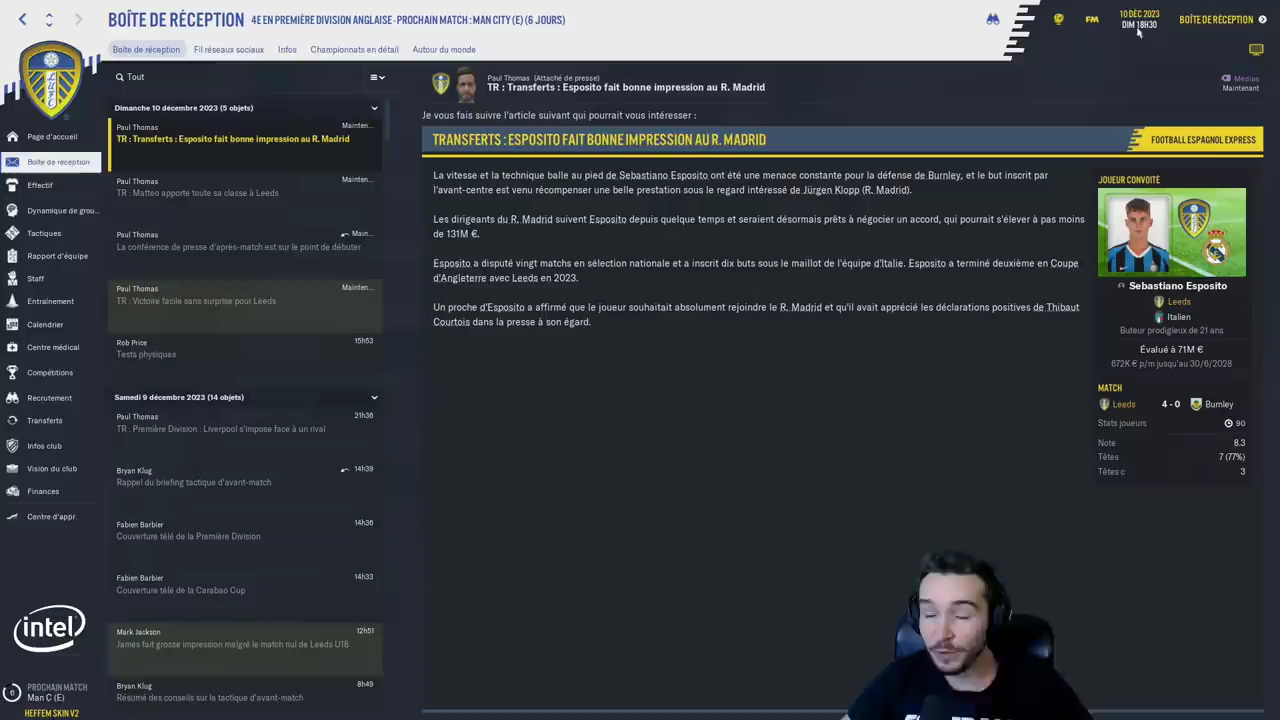 BOÎTE DE RÉCEPTION
4E EN PREMIÈRE DIVISION ANGLAISE · PROCHAIN MATCH : MAN CITY (E) (6 JOURS)
FM
10 DÉC 2023
DIM 18H30
BOÎTE DE RÉCEPTION
Boîte de réception
Fil réseaux sociaux
Infos
Championnats en détail
Autour du monde
Page d'accueil
Boîte de réception
Effectif
Dynamique de grou...
Tactiques
Rapport d'équipe
Staff
Entraînement
Calendrier
Centre médical
Compétitions
Recrutement
Transferts
Infos club
Vision du club
Finances
Centre d'appr.
intel
PROCHAIN MATCH
Man C (E)
HEFFEM SKIN V2
Tout
Dimanche 10 décembre 2023 (5 objets)
Paul Thomas
Mainten...
TR : Transferts : Esposito fait bonne impression au R. Madrid
Paul Thomas
Mainten...
TR : Matteo apporte toute sa classe à Leeds
Paul Thomas
Main...
La conférence de presse d'après-match est sur le point de débuter
Paul Thomas
Mainten...
TR : Victoire facile sans surprise pour Leeds
Rob Price
15h53
Tests physiques
Samedi 9 décembre 2023 (14 objets)
Paul Thomas
21h36
TR : Première Division : Liverpool s'impose face à un rival
Bryan Klug
14h39
Rappel du briefing tactique d'avant-match
Fabien Barbier
14h36
Couverture télé de la Première Division
Fabien Barbier
14h33
Couverture télé de la Carabao Cup
Mark Jackson
12h51
James fait grosse impression malgré le match nul de Leeds U18
Bryan Klug
8h49
Résumé des conseils sur la tactique d'avant-match
Paul Thomas (Attaché de presse)
TR : Transferts : Esposito fait bonne impression au R. Madrid
Médias
Maintenant
Je vous fais suivre l'article suivant qui pourrait vous intéresser :
TRANSFERTS : ESPOSITO FAIT BONNE IMPRESSION AU R. MADRID
FOOTBALL ESPAGNOL EXPRESS
La vitesse et la technique balle au pied de Sebastiano Esposito ont été une menace constante pour la défense de Burnley, et le but inscrit par
l'avant-centre est venu récompenser une belle prestation sous le regard intéressé de Jürgen Klopp (R. Madrid).
Les dirigeants du R. Madrid suivent Esposito depuis quelque temps et seraient désormais prêts à négocier un accord, qui pourrait s'élever à pas moins
de 131M €.
Esposito a disputé vingt matchs en sélection nationale et a inscrit dix buts sous le maillot de l'équipe d'Italie. Esposito a terminé deuxième en Coupe
d'Angleterre avec Leeds en 2023.
Un proche d'Esposito a affirmé que le joueur souhaitait absolument rejoindre le R. Madrid et qu'il avait apprécié les déclarations positives de Thibaut
Courtois dans la presse à son égard.
JOUEUR CONVOITÉ
Sebastiano Esposito
Leeds
Italien
Buteur prodigieux de 21 ans
Évalué à 71M €
672K € p/m jusqu'au 30/6/2028
MATCH
Leeds 4 - 0 Burnley
Stats joueurs 90
Note 8.3
Têtes 7 (77%)
Têtes c 3